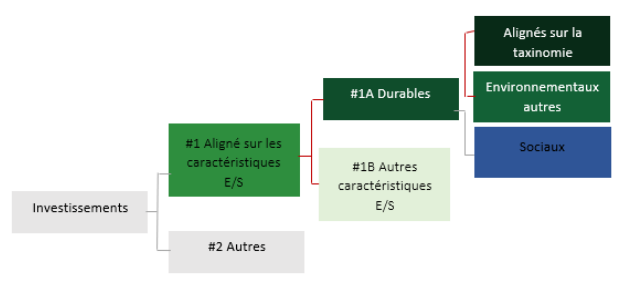 Alignés sur la
taxinomie
#1A Durables
Environnementaux
autres
#1 Aligné sur les
caractéristiques
E/S
Sociaux
#1B Autres
caractéristiques
E/S
Investissements
#2 Autres